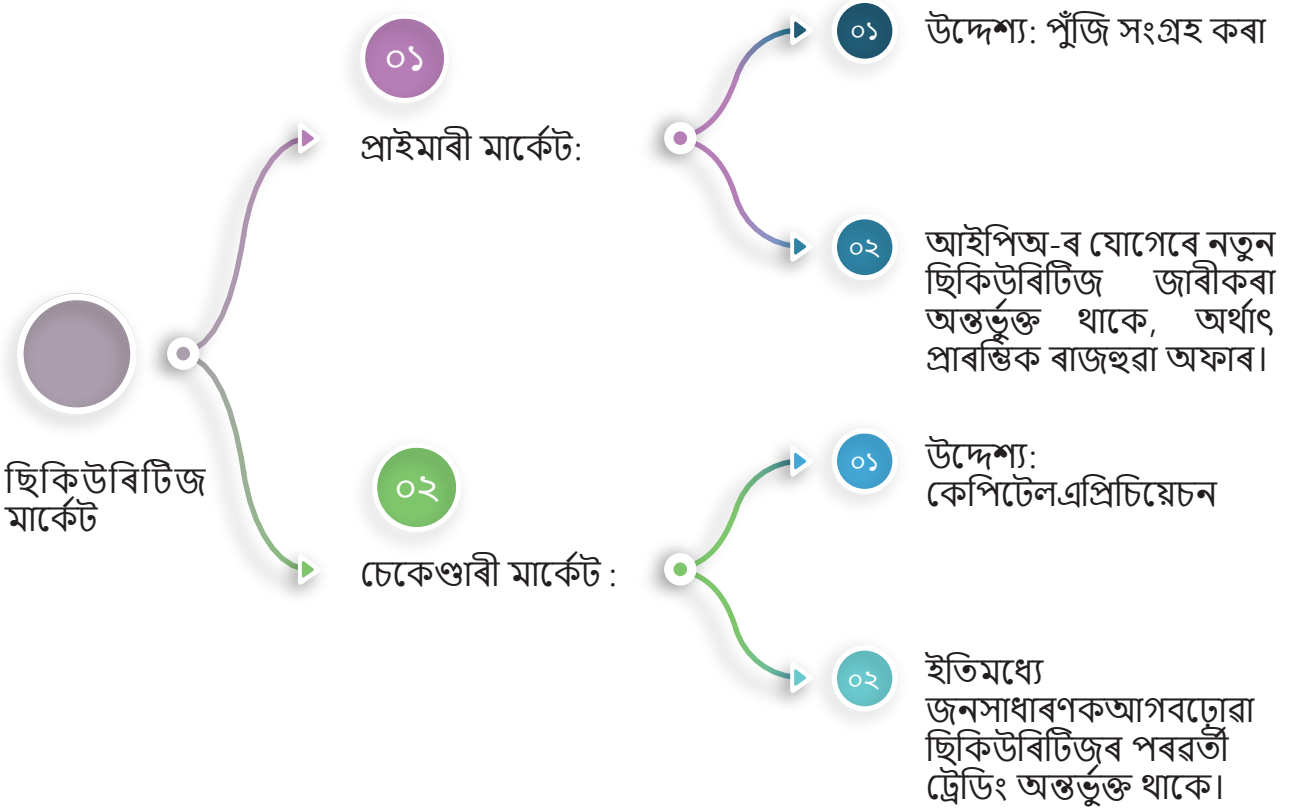 ছিকিউৰিটিজ
মাৰ্কেট
০১
প্ৰাইমাৰী মাৰ্কেট:
০১
উদ্দেশ্য: পুঁজি সংগ্ৰহ কৰা
০২
আইপিঅ-ৰ যোগেৰে নতুন
ছিকিউৰিটিজ জাৰীকৰা
অন্তৰ্ভুক্ত থাকে, অৰ্থাৎ
প্ৰাৰম্ভিক ৰাজহুৱা অফাৰ।
০২
চেকেণ্ডাৰী মাৰ্কেট :
০১
উদ্দেশ্য:
কেপিটেলএপ্ৰিচিয়েচন
০২
ইতিমধ্যে
জনসাধাৰণকআগবঢ়োৱা
ছিকিউৰিটিজৰ পৰৱৰ্তী
ট্ৰেডিং অন্তৰ্ভুক্ত থাকে।